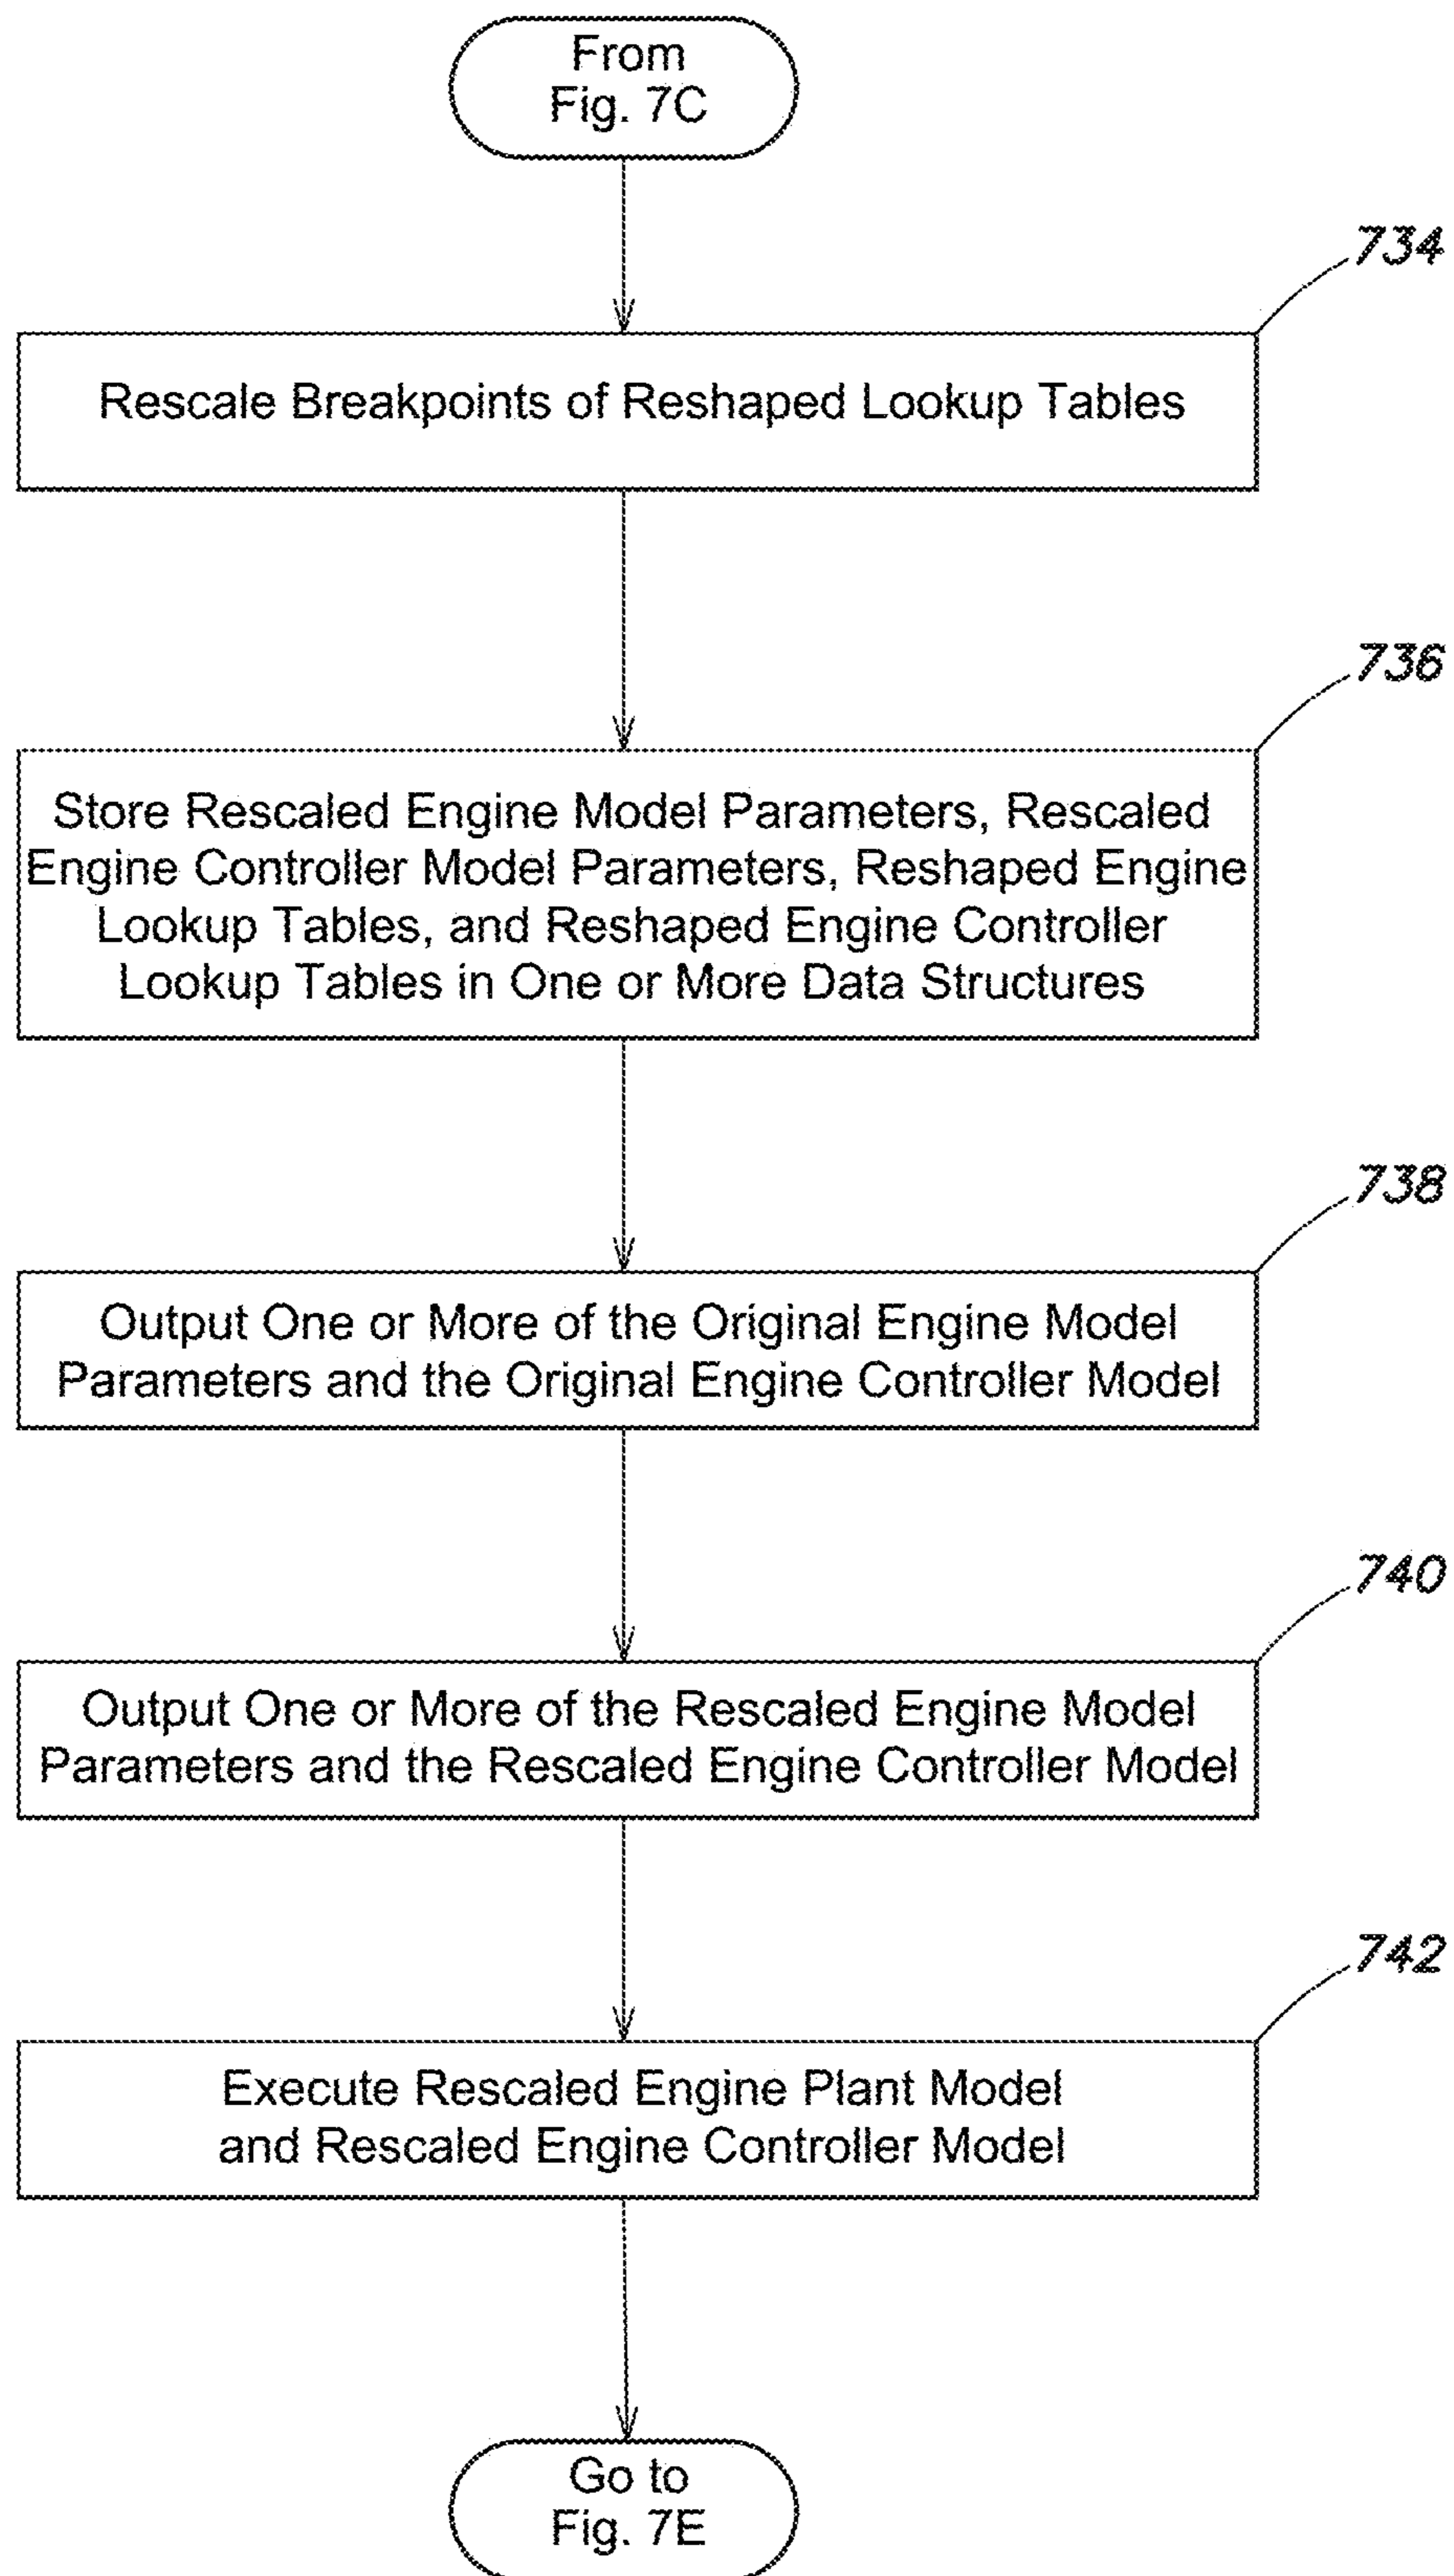 From
Fig. 7C
734
Rescale Breakpoints of Reshaped Lookup Tables
736
Store Rescaled Engine Model Parameters, Rescaled
Engine Controller Model Parameters, Reshaped Engine
Lookup Tables, and Reshaped Engine Controller
Lookup Tables in One or More Data Structures
738
Output One or More of the Original Engine Model
Parameters and the Original Engine Controller Model
740
Output One or More of the Rescaled Engine Model
Parameters and the Rescaled Engine Controller Model
742
Execute Rescaled Engine Plant Model
and Rescaled Engine Controller Model
Go to
Fig. 7E